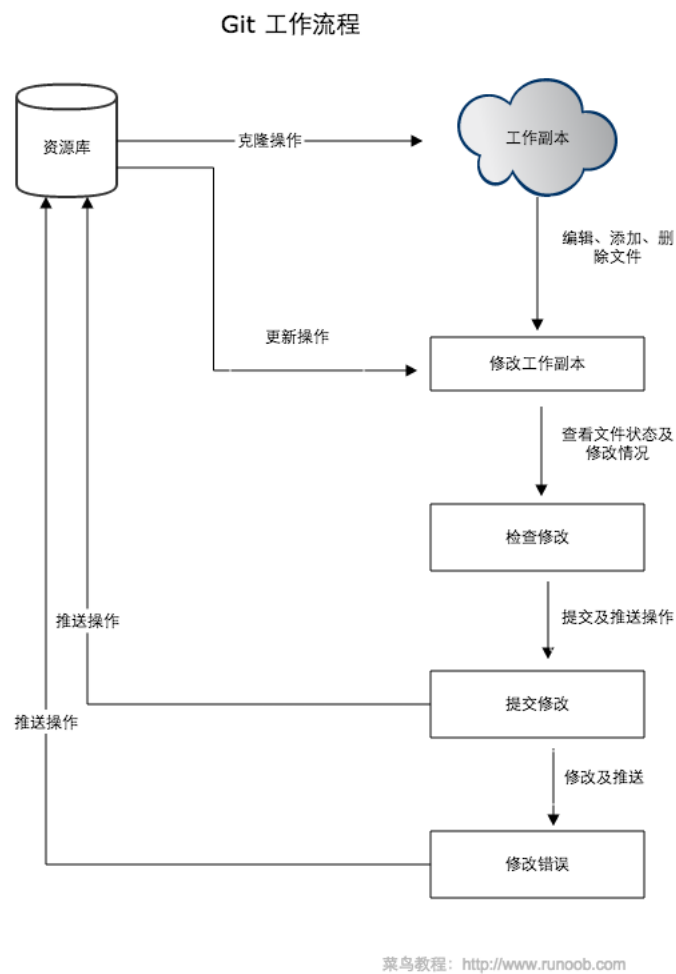 Git 工作流程
资源库
克隆操作
工作副本
编辑、添加、删
除文件
更新操作
修改工作副本
查看文件状态及
修改情况
检查修改
推送操作
提交及推送操作
提交修改
推送操作
修改及推送
修改错误
菜鸟教程：http://www.runoob.com